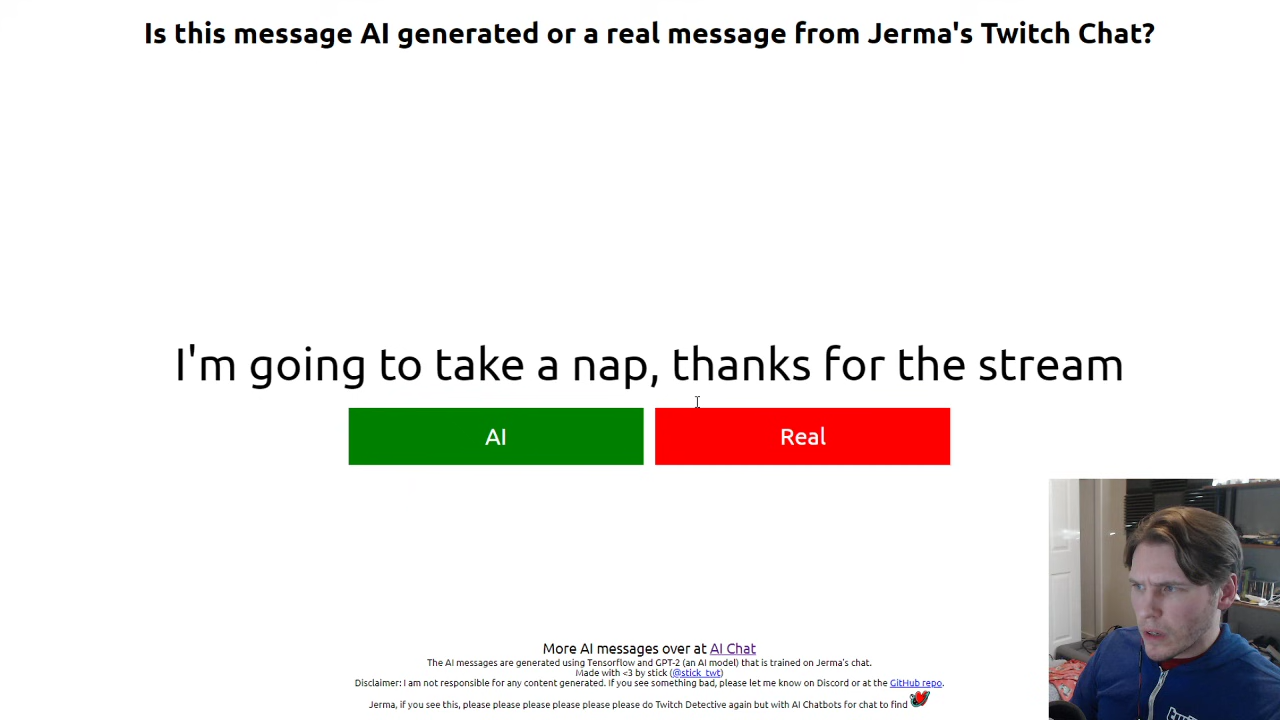 Is this message AI generated or a real message from Jerma's Twitch Chat?
I'm going to take a nap, thanks for the stream
AI
Real
More AI messages over at AI Chat
The AI messages are generated using Tensorflow and GPT-2 (an AI model) that is trained on Jerma's chat.
Made with <3 by stick (@stick_twt)
Disclaimer: I am not responsible for any content generated. If you see something bad, please let me know on Discord or at the GitHub repo.
Jerma, if you see this, please please please please please please do Twitch Detective again but with AI Chatbots for chat to find